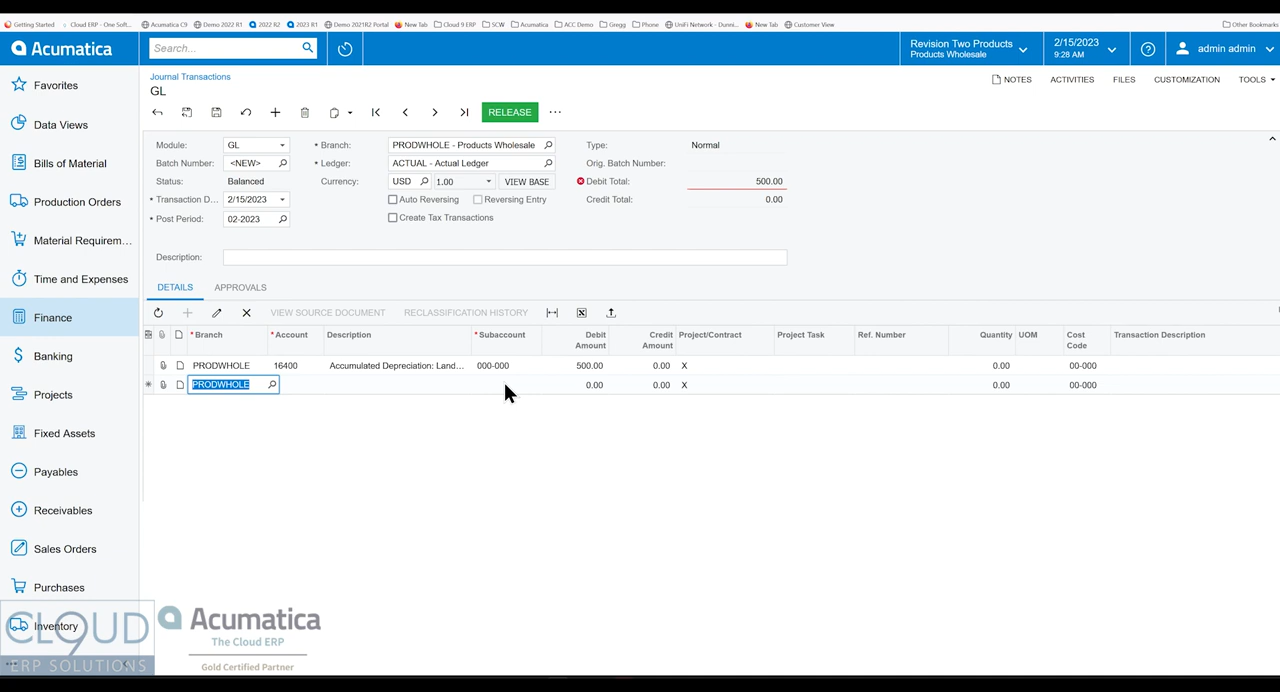 Getting Started Cloud ERP - One Soft... Acumatica C9 Demo 2022 R1 2022 R2 2023 R1 Demo 2021R2 Portal New Tab Cloud 9 ERP SCW Acumatica ACC Demo Gregg Phone UniFi Network - Dunni... New Tab Customer View Other Bookmarks
Acumatica Search... Revision Two Products 2/15/2023 admin admin
Products Wholesale 9:28 AM
Favorites
Data Views
Bills of Material
Production Orders
Material Requirem...
Time and Expenses
Finance
Banking
Projects
Fixed Assets
Payables
Receivables
Sales Orders
Purchases
Inventory
Journal Transactions
GL
NOTES ACTIVITIES FILES CUSTOMIZATION TOOLS
RELEASE
Module: GL Branch: PRODWHOLE - Products Wholesale Type: Normal
Batch Number: <NEW> Ledger: ACTUAL - Actual Ledger Orig. Batch Number:
Status: Balanced Currency: USD 1.00 VIEW BASE Debit Total: 500.00
Transaction D... 2/15/2023 Auto Reversing Reversing Entry Credit Total: 0.00
Post Period: 02-2023 Create Tax Transactions
Description:
DETAILS APPROVALS
VIEW SOURCE DOCUMENT RECLASSIFICATION HISTORY
Branch Account Description Subaccount Debit Amount Credit Amount Project/Contract Project Task Ref. Number Quantity UOM Cost Code Transaction Description
PRODWHOLE 16400 Accumulated Depreciation: Land... 000-000 500.00 0.00 X 0.00 00-000
PRODWHOLE 0.00 0.00 X 0.00 00-000
CLOUD 9
ERP SOLUTIONS
Acumatica
The Cloud ERP
Gold Certified Partner